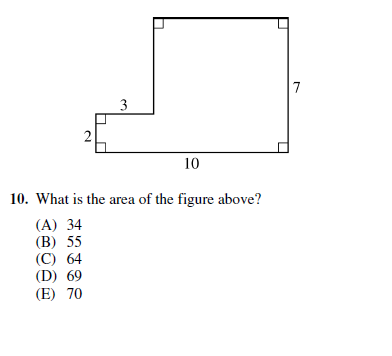 7
3
2
10
10. What is the area of the figure above?
(A) 34
(B) 55
(C) 64
(D) 69
(E) 70